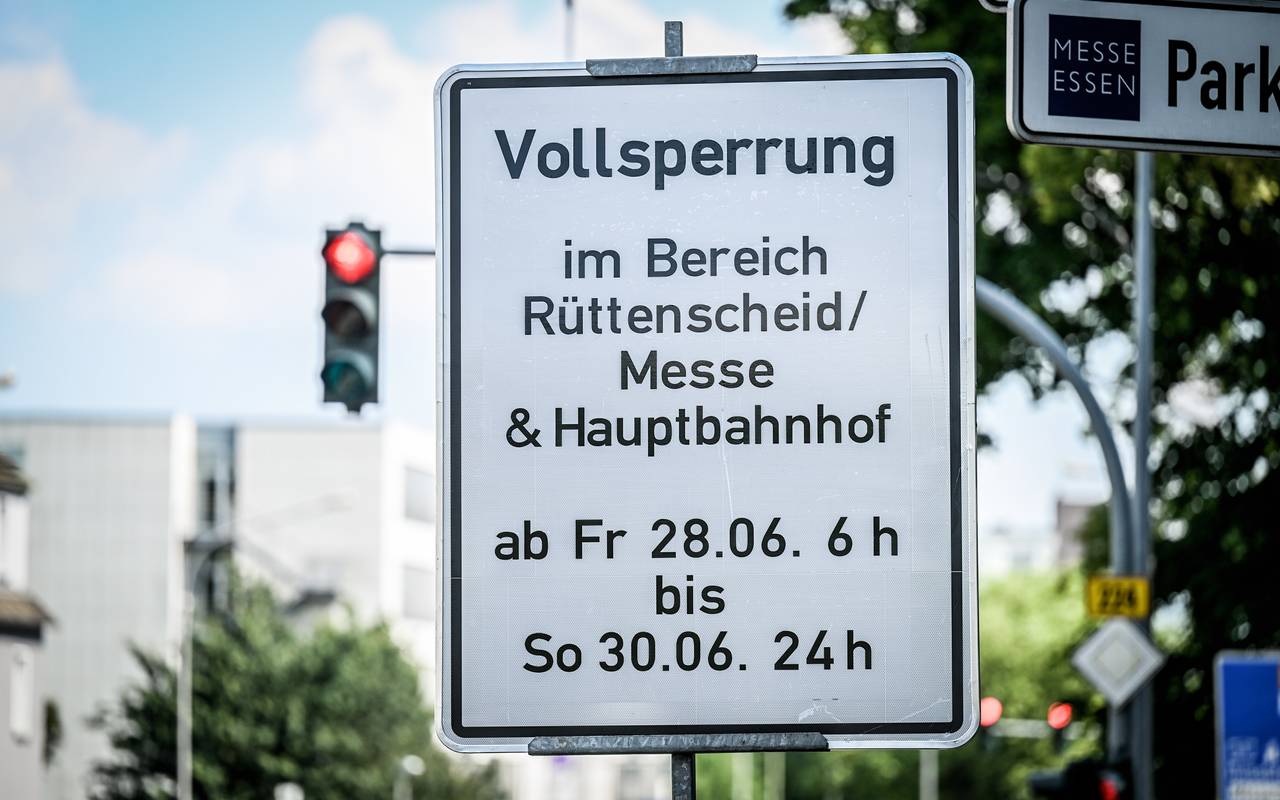 Vollsperrung
im Bereich
Rüttenscheid/
Messe
& Hauptbahnhof
ab Fr 28.06. 6 h
bis
So 30.06. 24 h
MESSE
ESSEN
Park
224